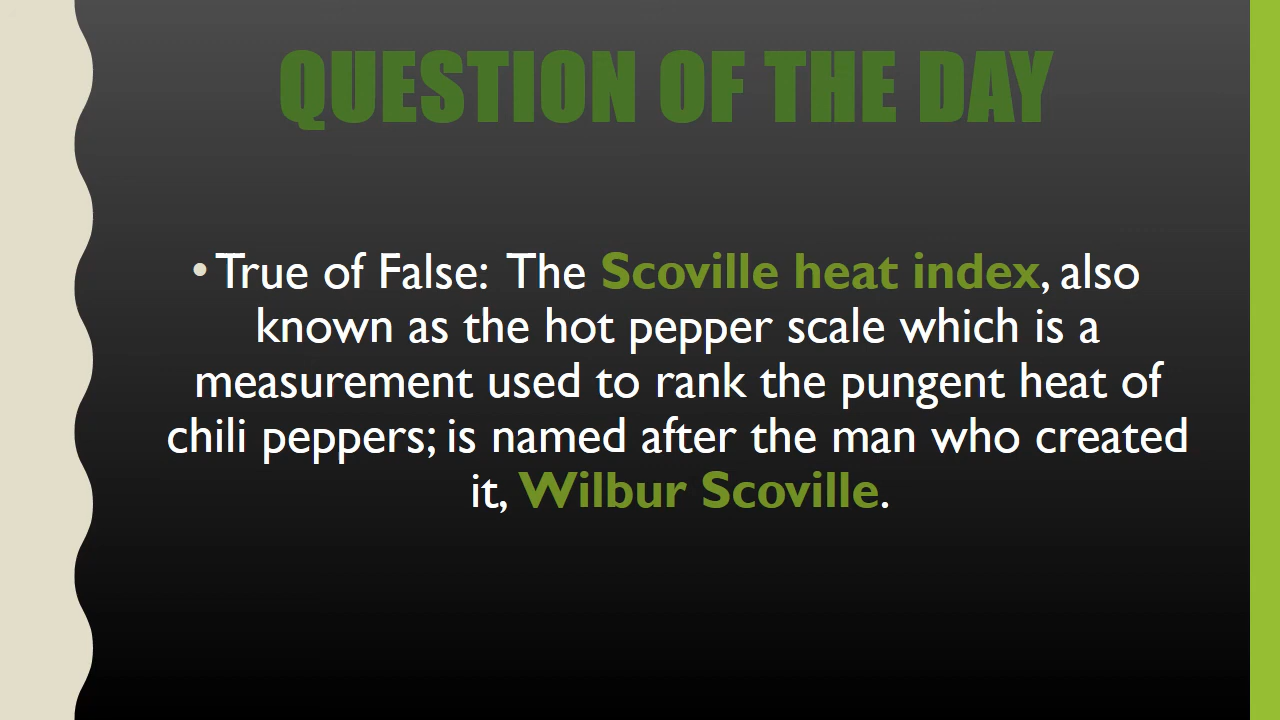 QUESTION OF THE DAY
•True of False: The Scoville heat index, also
known as the hot pepper scale which is a
measurement used to rank the pungent heat of
chili peppers; is named after the man who created
it, Wilbur Scoville.